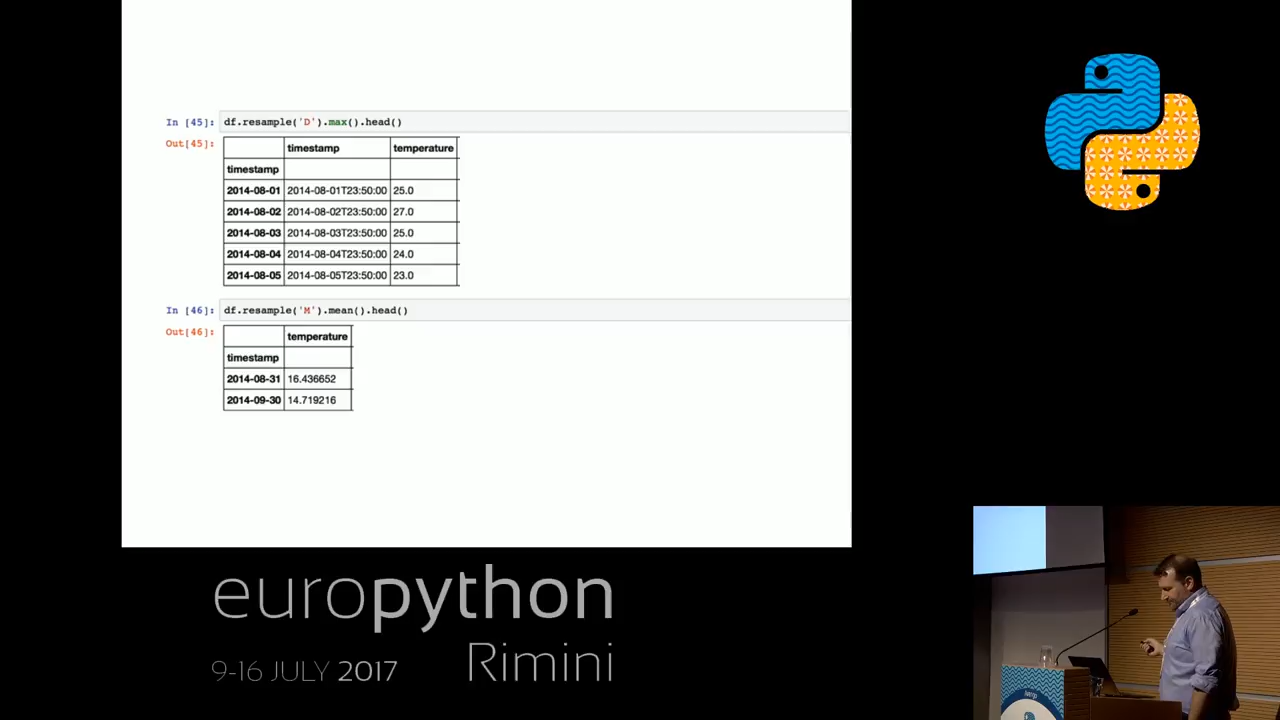 In [45]: df.resample('D').max().head()
Out[45]:
timestamp temperature
timestamp
2014-08-01 2014-08-01T23:50:00 25.0
2014-08-02 2014-08-02T23:50:00 27.0
2014-08-03 2014-08-03T23:50:00 25.0
2014-08-04 2014-08-04T23:50:00 24.0
2014-08-05 2014-08-05T23:50:00 23.0
In [46]: df.resample('M').mean().head()
Out[46]:
temperature
timestamp
2014-08-31 16.436652
2014-09-30 14.719216
europython
9-16 JULY 2017 Rimini